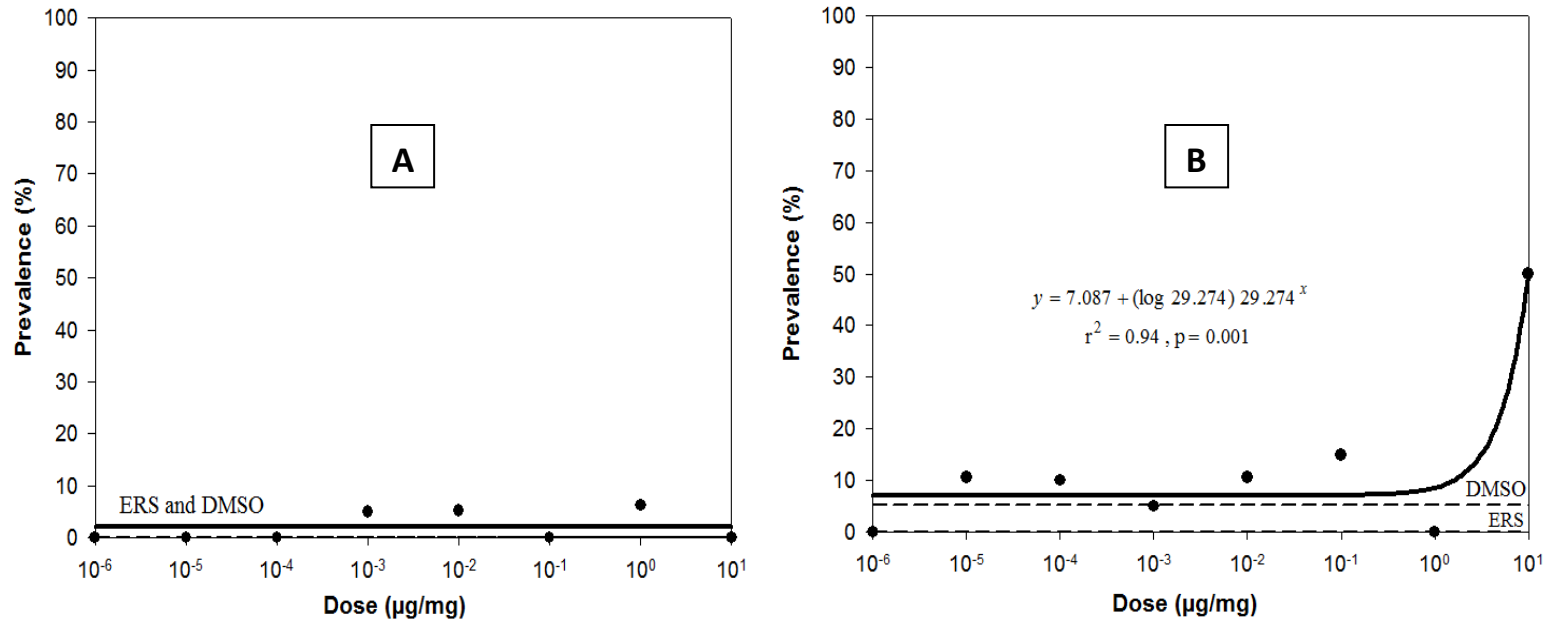 100
90
80
70
60
50
40
30
20
10
0
Prevalence (%)
A
ERS and DMSO
10⁻⁶ 10⁻⁵ 10⁻⁴ 10⁻³ 10⁻² 10⁻¹ 10⁰ 10¹
Dose (µg/mg)
100
90
80
70
60
50
40
30
20
10
0
Prevalence (%)
B
y = 7.087 + (log 29.274) 29.274ˣ
r² = 0.94 , p = 0.001
DMSO
ERS
10⁻⁶ 10⁻⁵ 10⁻⁴ 10⁻³ 10⁻² 10⁻¹ 10⁰ 10¹
Dose (µg/mg)